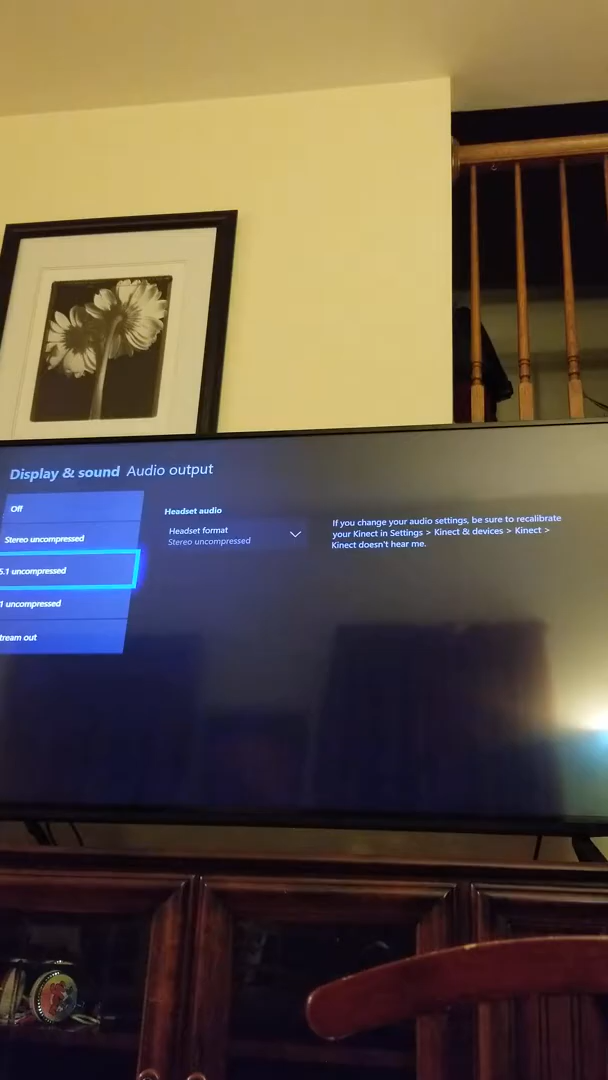 Display & sound Audio output
Off
Stereo uncompressed
5.1 uncompressed
1 uncompressed
tream out
Headset audio
Headset format
Stereo uncompressed
If you change your audio settings, be sure to recalibrate
your Kinect in Settings > Kinect & devices > Kinect >
Kinect doesn't hear me.